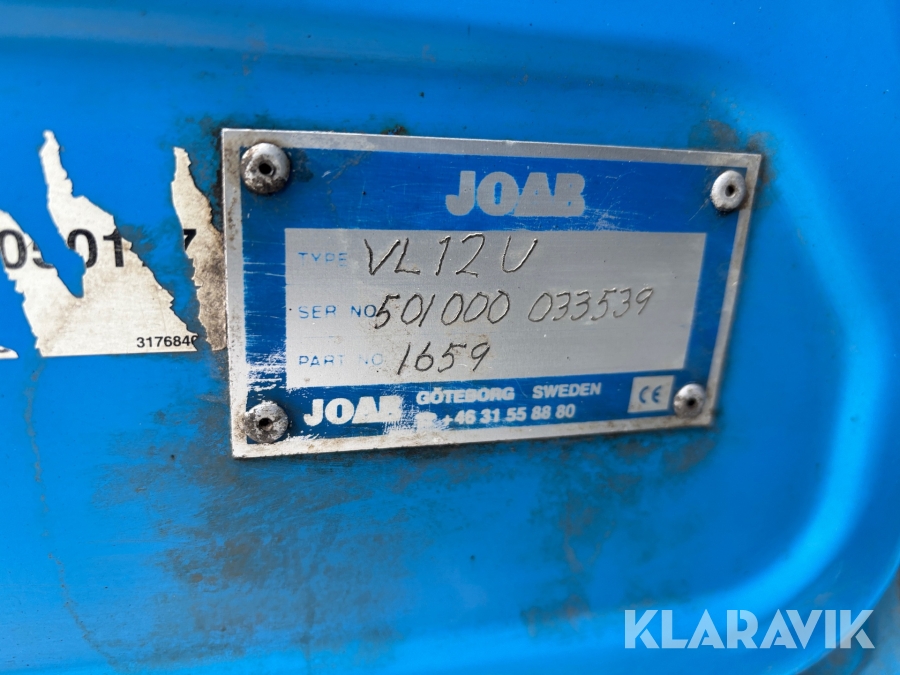 JOAB
TYPE VL12U
SER NO 501000 033539
PART NO 1659
JOAB GÖTEBORG SWEDEN
+46 31.55 88 80
CE
317684
KLARAVIK